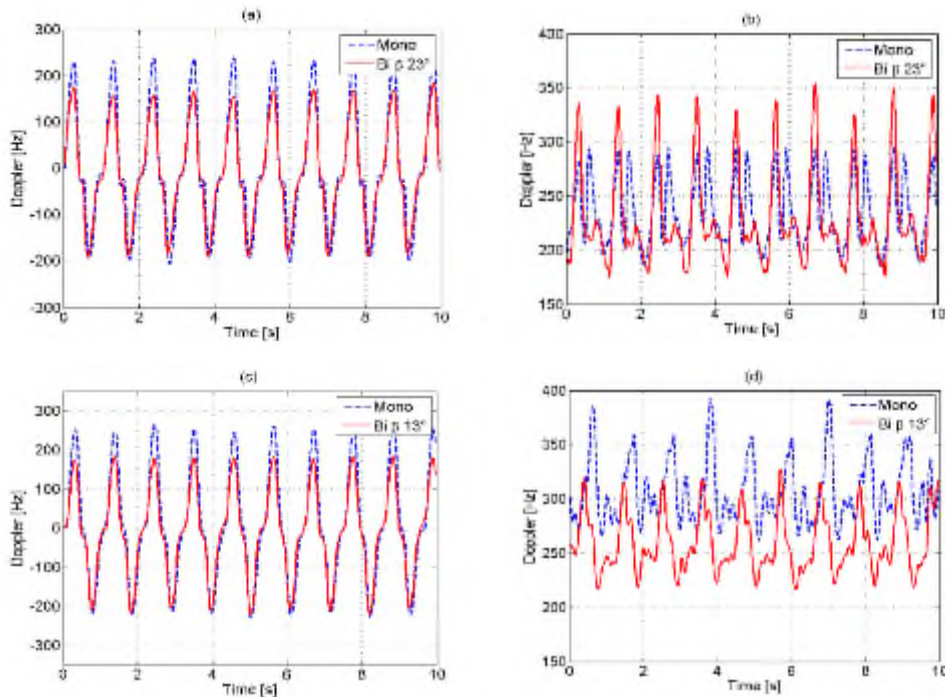 (a)
300
200
100
0
-100
-200
-300
Doppler [Hz]
Mono
Bi β 23°
0 2 4 6 8 10
Time [s]
(b)
400
350
300
250
200
150
Doppler [Hz]
Mono
Bi β 23°
0 2 4 6 8 10
Time [s]
(c)
300
200
100
0
-100
-200
-300
Doppler [Hz]
Mono
Bi β 13°
0 2 4 6 8 10
Time [s]
(d)
400
350
300
250
200
150
Doppler [Hz]
Mono
Bi β 13°
0 2 4 6 8 10
Time [s]